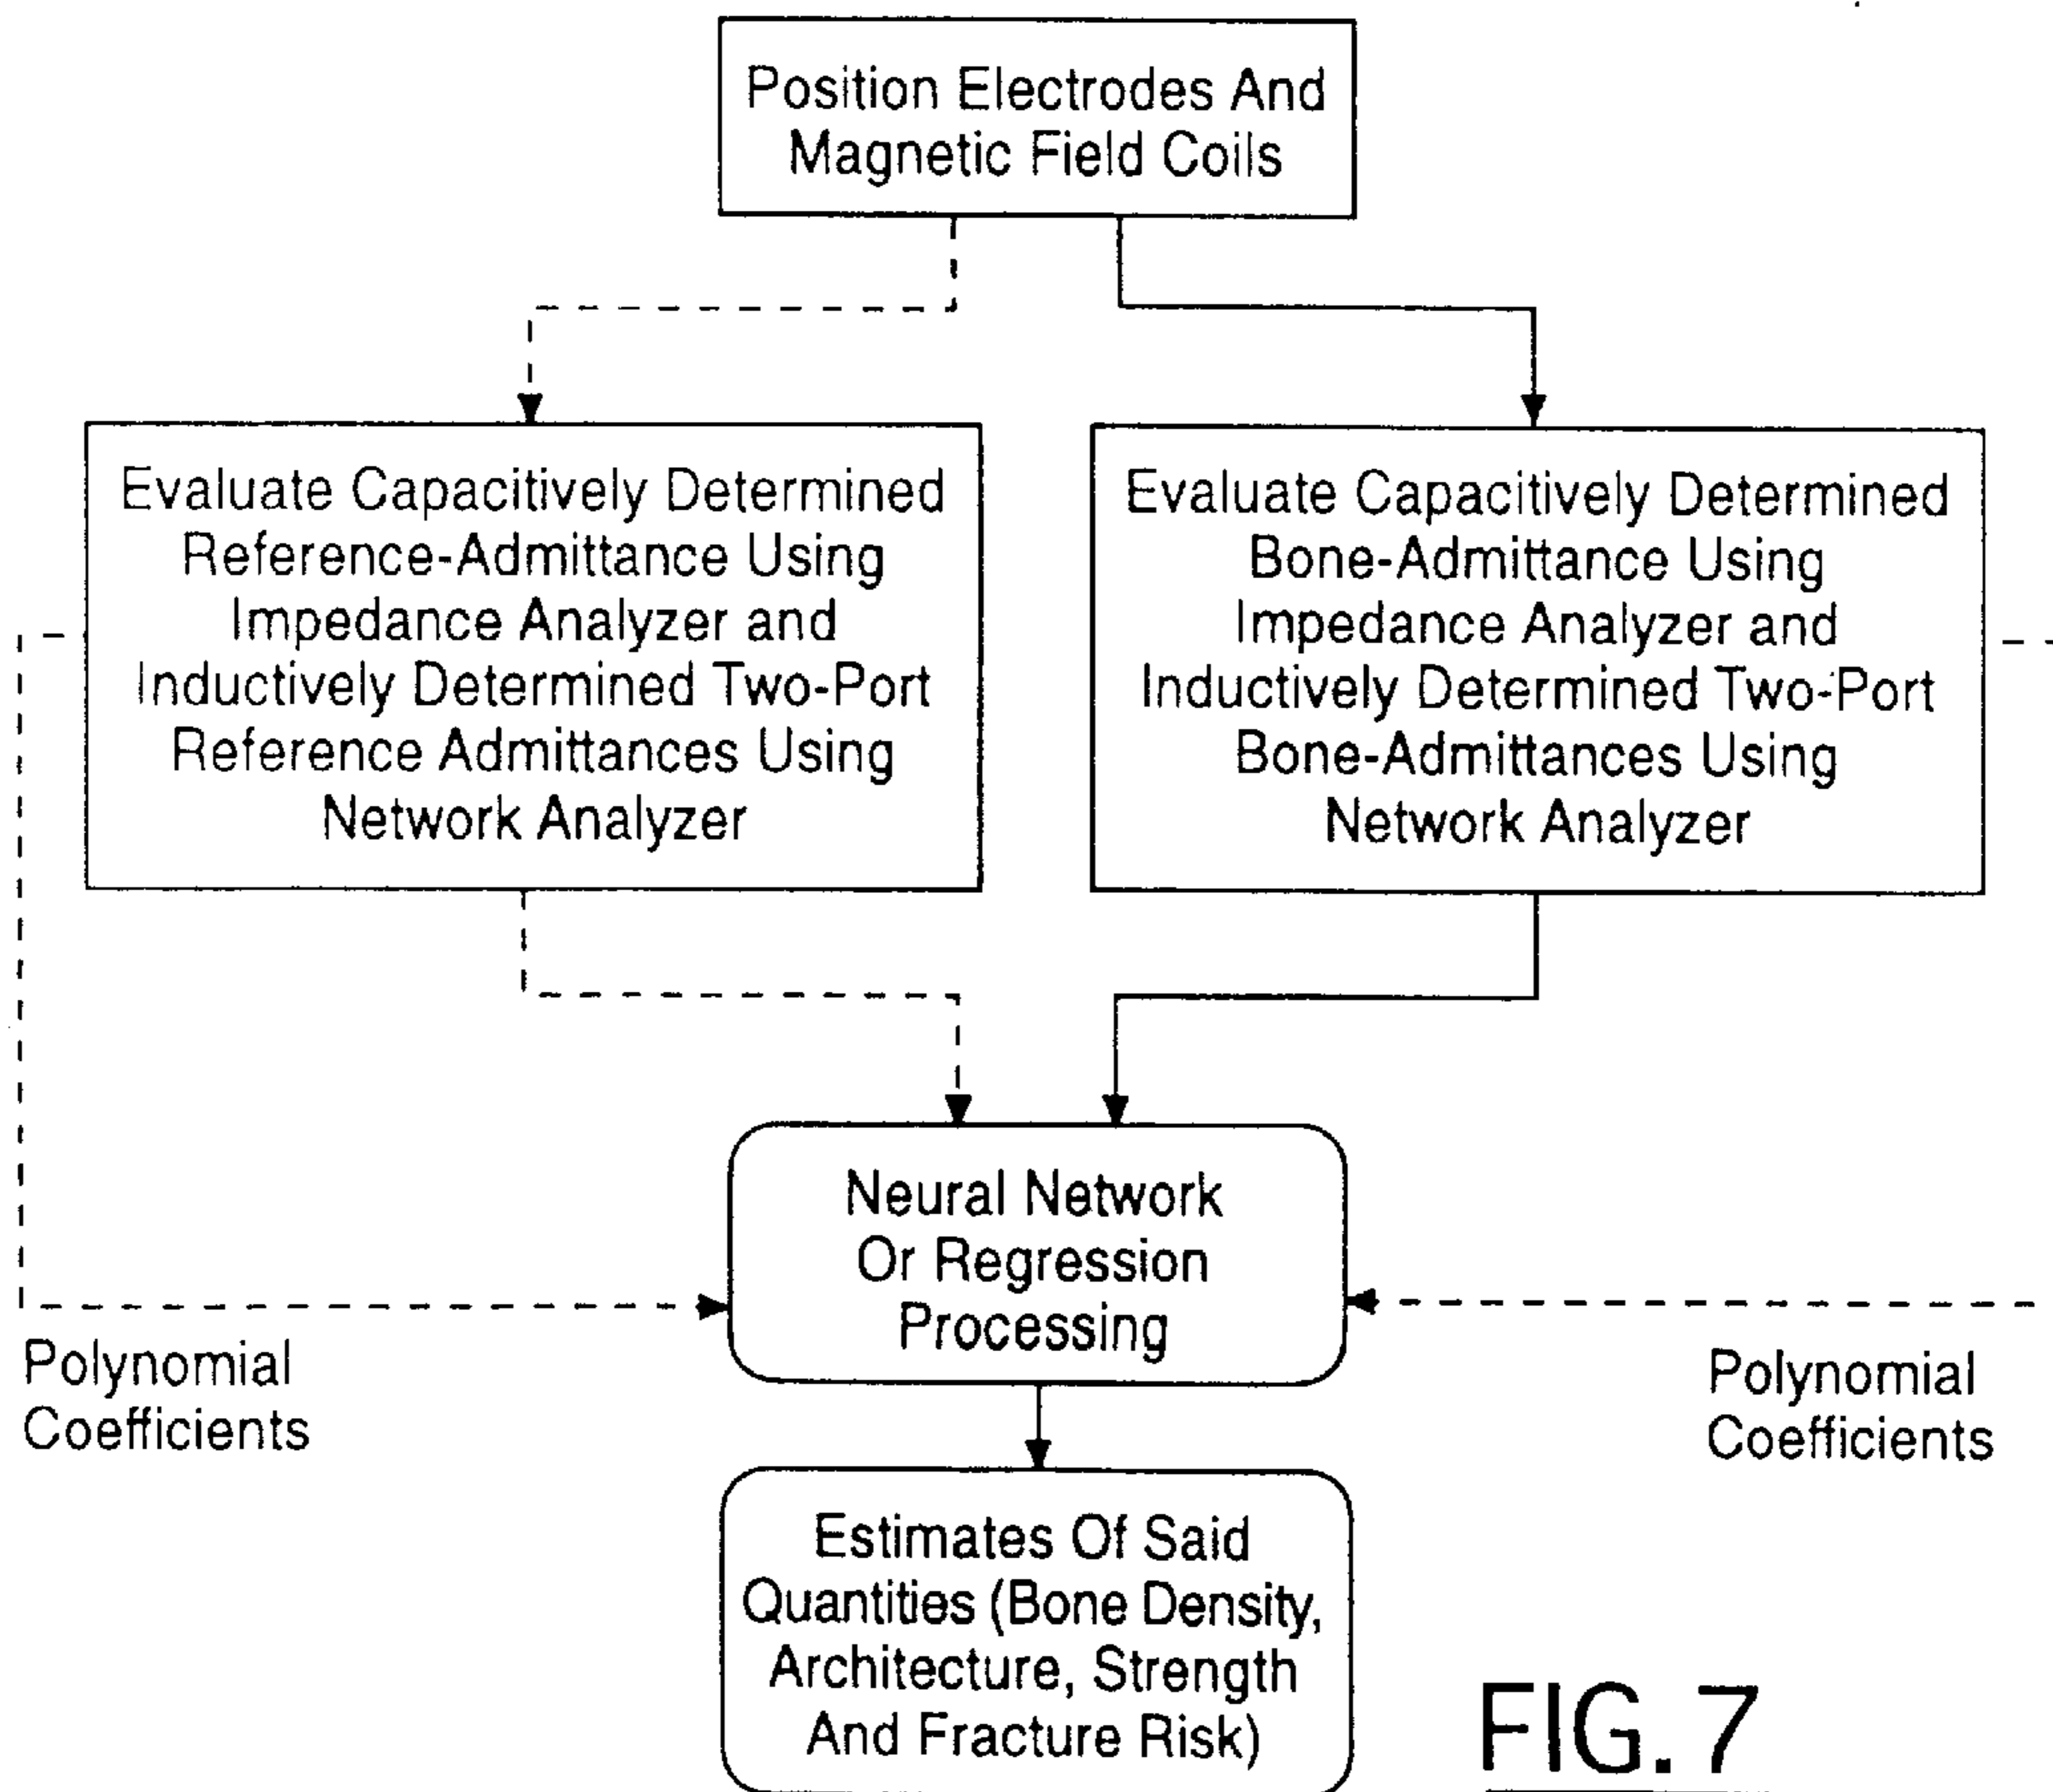 Position Electrodes And
Magnetic Field Coils
Evaluate Capacitively Determined
Reference-Admittance Using
Impedance Analyzer and
Inductively Determined Two-Port
Reference Admittances Using
Network Analyzer
Evaluate Capacitively Determined
Bone-Admittance Using
Impedance Analyzer and
Inductively Determined Two-Port
Bone-Admittances Using
Network Analyzer
Neural Network
Or Regression
Processing
Polynomial
Coefficients
Polynomial
Coefficients
Estimates Of Said
Quantities (Bone Density,
Architecture, Strength
And Fracture Risk)
FIG. 7